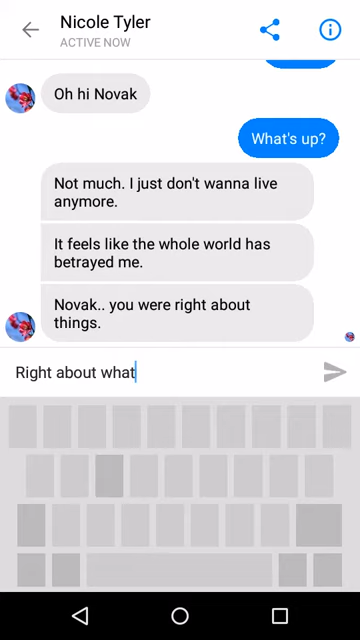 Nicole Tyler
ACTIVE NOW
Oh hi Novak
What's up?
Not much. I just don't wanna live
anymore.
It feels like the whole world has
betrayed me.
Novak.. you were right about
things.
Right about what